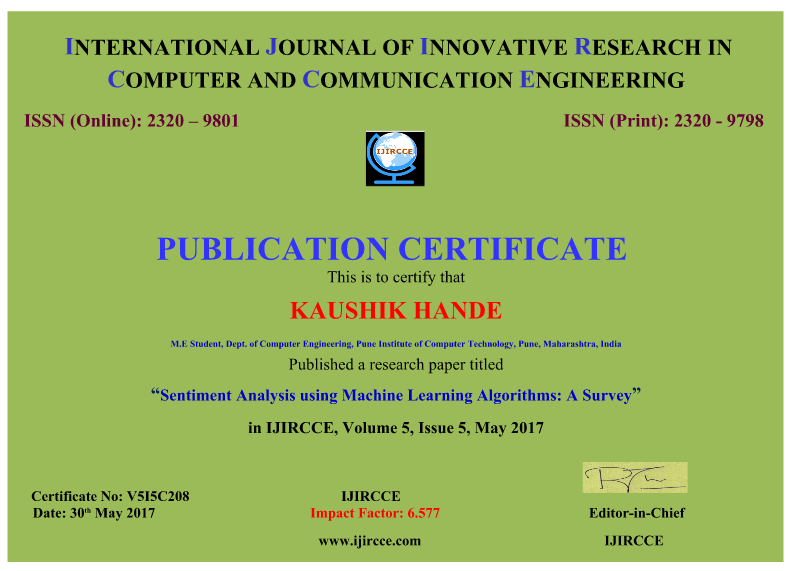 INTERNATIONAL JOURNAL OF INNOVATIVE RESEARCH IN
COMPUTER AND COMMUNICATION ENGINEERING
ISSN (Online): 2320 – 9801 ISSN (Print): 2320 - 9798
IJIRCCE
PUBLICATION CERTIFICATE
This is to certify that
KAUSHIK HANDE
M.E Student, Dept. of Computer Engineering, Pune Institute of Computer Technology, Pune, Maharashtra, India
Published a research paper titled
“Sentiment Analysis using Machine Learning Algorithms: A Survey”
in IJIRCCE, Volume 5, Issue 5, May 2017
Certificate No: V5I5C208 IJIRCCE
Date: 30th May 2017 Impact Factor: 6.577 Editor-in-Chief
www.ijircce.com IJIRCCE